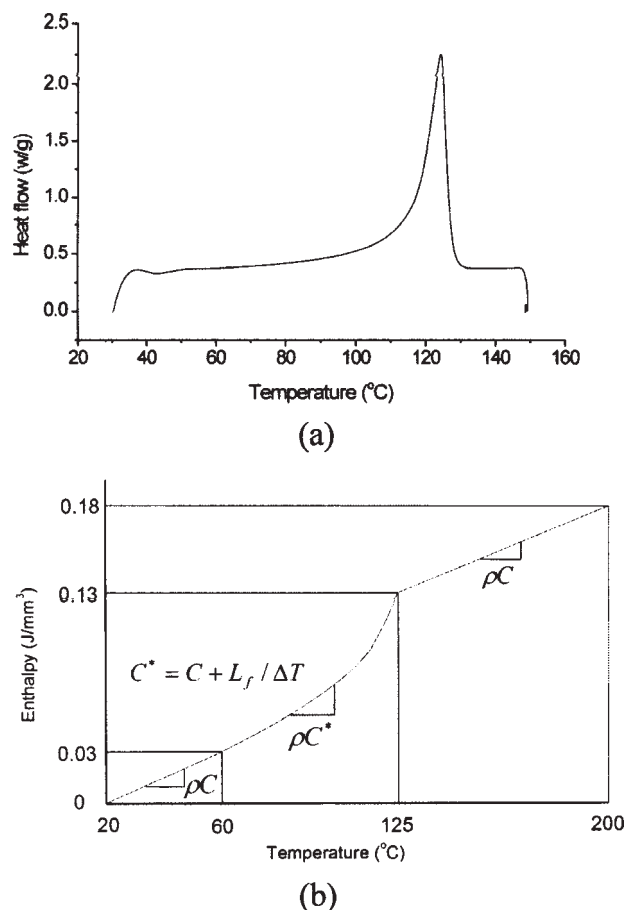 2.5
2.0
1.5
1.0
0.5
0.0
Heat flow (w/g)
20 40 60 80 100 120 140 160
Temperature (°C)
(a)
0.18
0.13
0.03
0
Enthalpy (J/mm³)
ρC
C* = C + L_f / ΔT
ρC*
ρC
20 60 125 200
Temperature (°C)
(b)